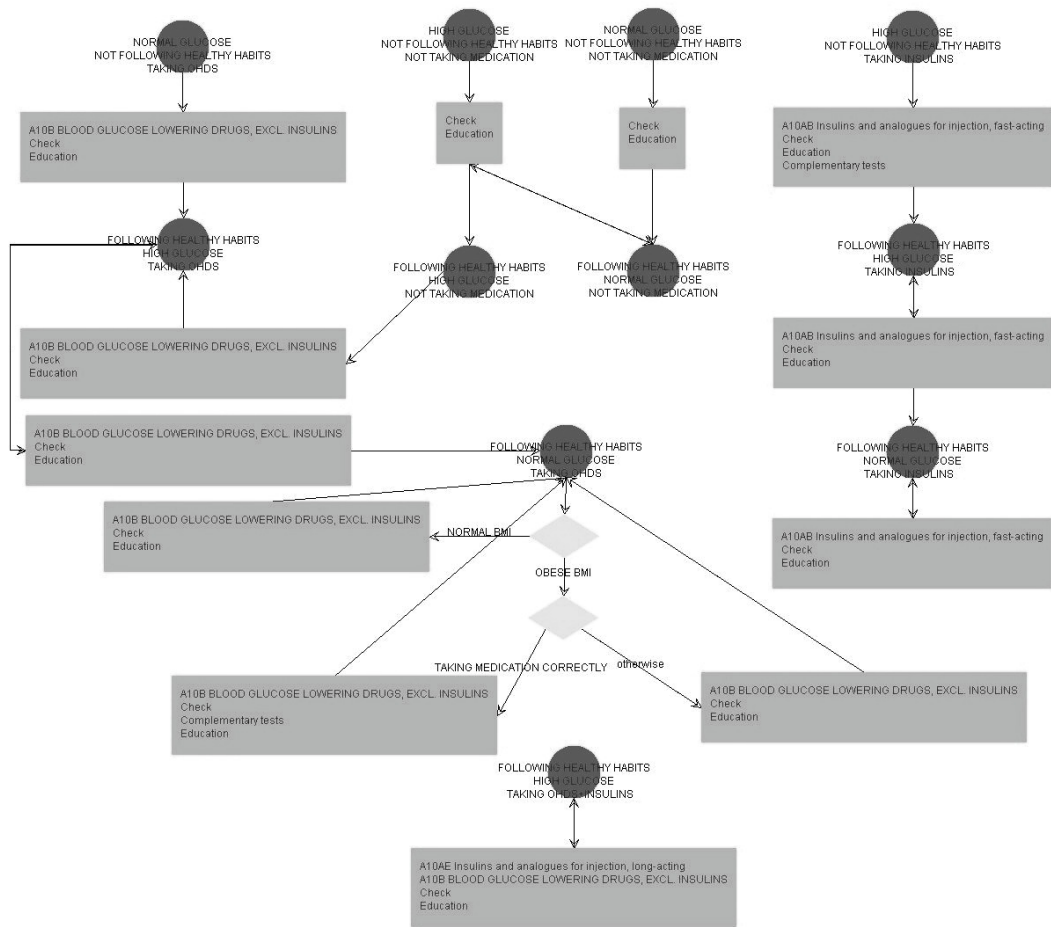 NORMAL GLUCOSE
NOT FOLLOWING HEALTHY HABITS
TAKING OHDS
HIGH GLUCOSE
NOT FOLLOWING HEALTHY HABITS
NOT TAKING MEDICATION
NORMAL GLUCOSE
NOT FOLLOWING HEALTHY HABITS
NOT TAKING MEDICATION
HIGH GLUCOSE
NOT FOLLOWING HEALTHY HABITS
TAKING INSULINS
A10B BLOOD GLUCOSE LOWERING DRUGS, EXCL. INSULINS
Check
Education
Check
Education
Check
Education
A10AB Insulins and analogues for injection, fast-acting
Check
Education
Complementary tests
FOLLOWING HEALTHY HABITS
HIGH GLUCOSE
TAKING OHDS
FOLLOWING HEALTHY HABITS
HIGH GLUCOSE
NOT TAKING MEDICATION
FOLLOWING HEALTHY HABITS
NORMAL GLUCOSE
NOT TAKING MEDICATION
FOLLOWING HEALTHY HABITS
HIGH GLUCOSE
TAKING INSULINS
A10B BLOOD GLUCOSE LOWERING DRUGS, EXCL. INSULINS
Check
Education
A10AB Insulins and analogues for injection, fast-acting
Check
Education
A10B BLOOD GLUCOSE LOWERING DRUGS, EXCL. INSULINS
Check
Education
FOLLOWING HEALTHY HABITS
NORMAL GLUCOSE
TAKING OHDS
FOLLOWING HEALTHY HABITS
NORMAL GLUCOSE
TAKING INSULINS
A10B BLOOD GLUCOSE LOWERING DRUGS, EXCL. INSULINS
Check
Education
NORMAL BMI
A10AB Insulins and analogues for injection, fast-acting
Check
Education
OBESE BMI
TAKING MEDICATION CORRECTLY
otherwise
A10B BLOOD GLUCOSE LOWERING DRUGS, EXCL. INSULINS
Check
Complementary tests
Education
A10B BLOOD GLUCOSE LOWERING DRUGS, EXCL. INSULINS
Check
Education
FOLLOWING HEALTHY HABITS
HIGH GLUCOSE
TAKING OHDS+INSULINS
A10AE Insulins and analogues for injection, long-acting
A10B BLOOD GLUCOSE LOWERING DRUGS, EXCL. INSULINS
Check
Education